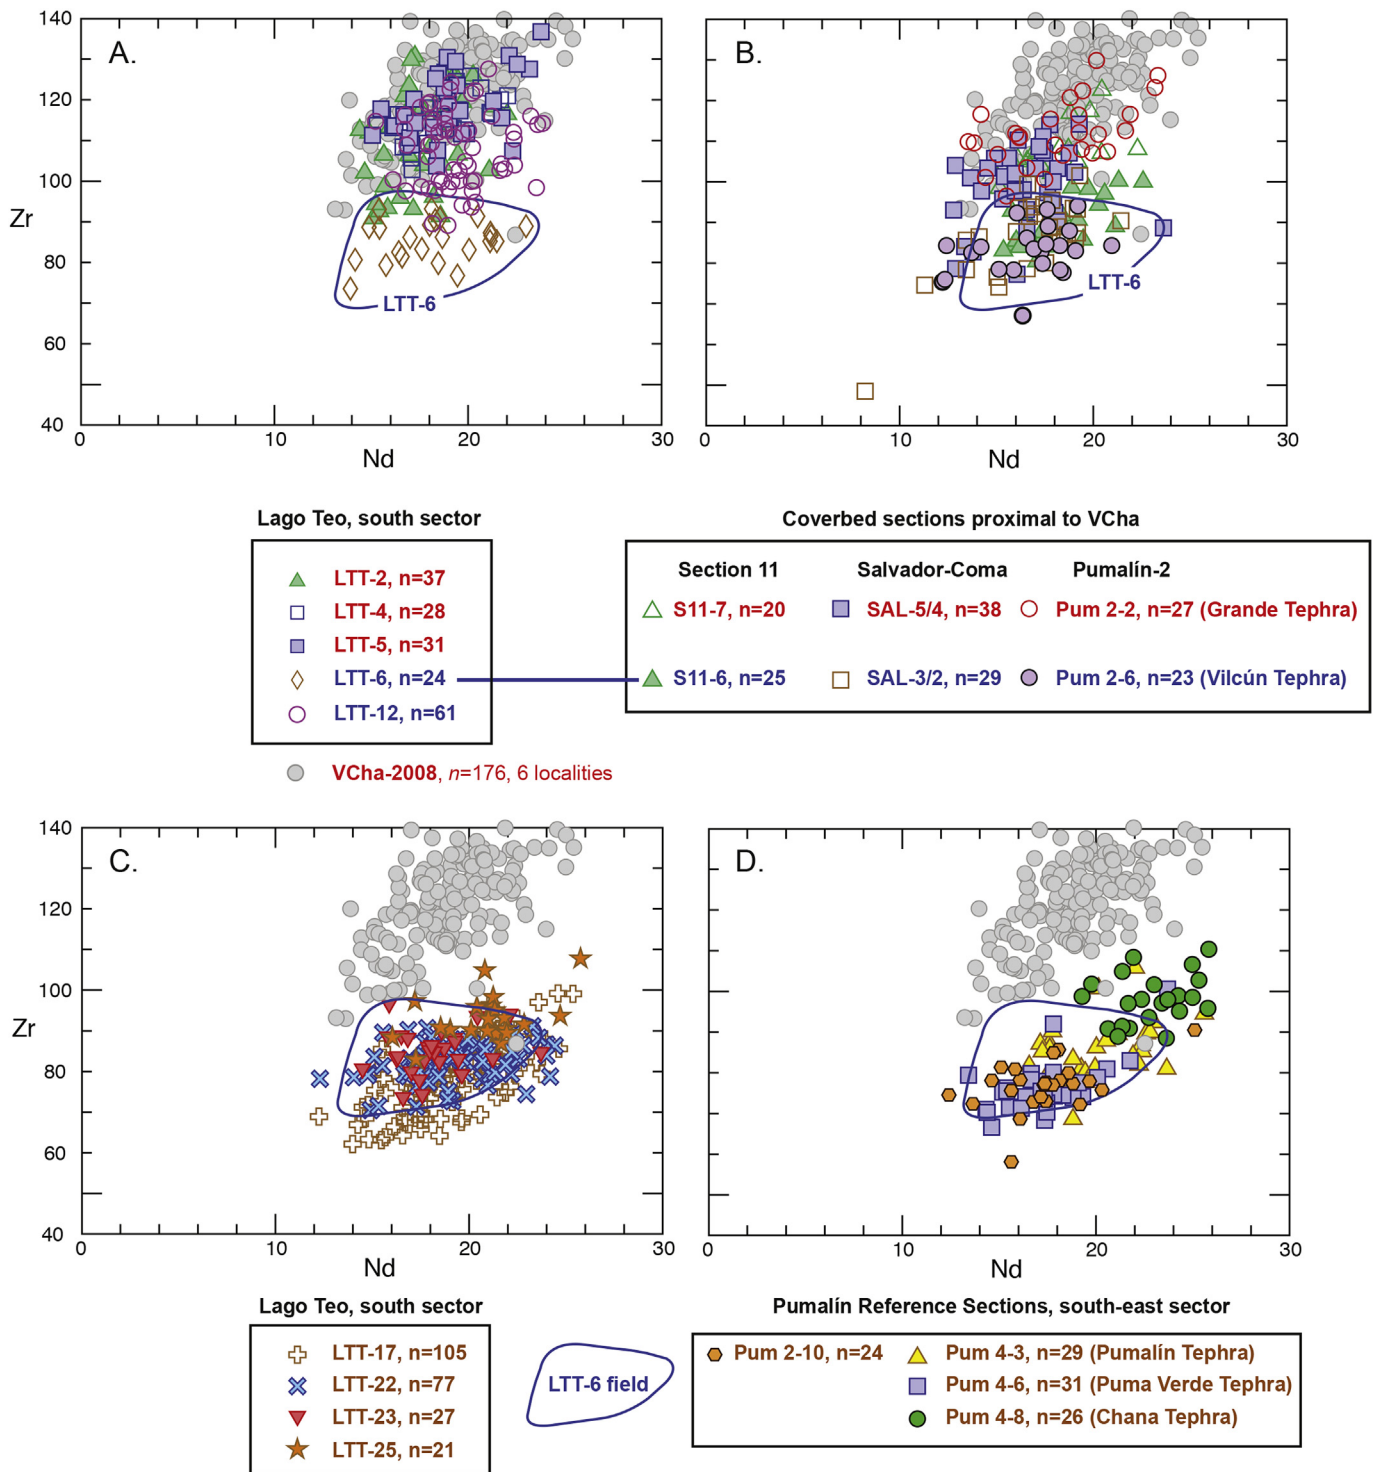 A.
B.
140
120
100
80
60
40
Zr
LTT-6
LTT-6
0
10
20
30
0
10
20
30
Nd
Nd
Lago Teo, south sector
LTT-2, n=37
LTT-4, n=28
LTT-5, n=31
LTT-6, n=24
LTT-12, n=61
VCha-2008, n=176, 6 localities
Coverbed sections proximal to VCha
Section 11
Salvador-Coma
Pumalín-2
S11-7, n=20
SAL-5/4, n=38
Pum 2-2, n=27 (Grande Tephra)
S11-6, n=25
SAL-3/2, n=29
Pum 2-6, n=23 (Vilcún Tephra)
C.
D.
140
120
100
80
60
40
Zr
0
10
20
30
0
10
20
30
Nd
Nd
Lago Teo, south sector
LTT-17, n=105
LTT-22, n=77
LTT-23, n=27
LTT-25, n=21
LTT-6 field
Pumalín Reference Sections, south-east sector
Pum 2-10, n=24
Pum 4-3, n=29 (Pumalín Tephra)
Pum 4-6, n=31 (Puma Verde Tephra)
Pum 4-8, n=26 (Chana Tephra)